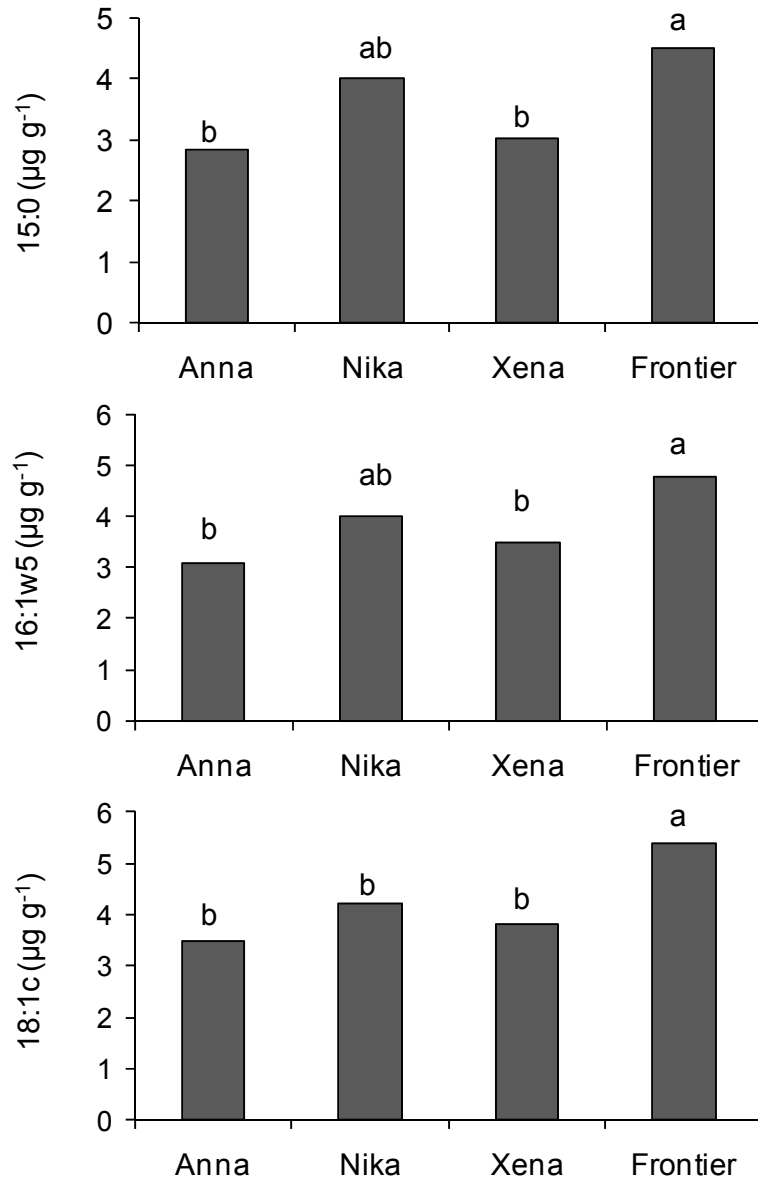 5
a
ab
4
b
b
3
2
1
0
15:0 (µg g-1)
Anna Nika Xena Frontier
6
a
5
ab
b
b
4
3
2
1
0
16:1w5 (µg g-1)
Anna Nika Xena Frontier
6
a
5
b
b
b
4
3
2
1
0
18:1c (µg g-1)
Anna Nika Xena Frontier